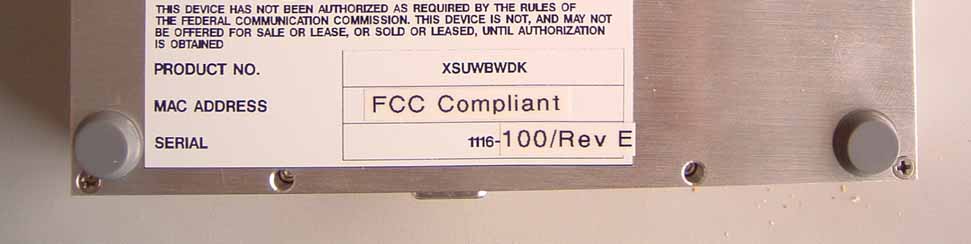 THIS DEVICE HAS NOT BEEN AUTHORIZED AS REQUIRED BY THE RULES OF
THE FEDERAL COMMUNICATION COMMISSION. THIS DEVICE IS NOT, AND MAY NOT
BE OFFERED FOR SALE OR LEASE, OR SOLD OR LEASED, UNTIL AUTHORIZATION
IS OBTAINED
PRODUCT NO. XSUWBWDK
MAC ADDRESS FCC Compliant
SERIAL 1116-100/Rev E